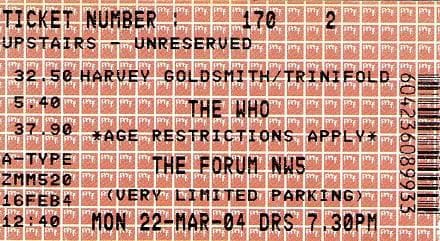 TICKET NUMBER : 170 2
UPSTAIRS - UNRESERVED
32.50 HARVEY GOLDSMITH/TRINIFOLD
5.40 THE WHO
37.90 *AGE RESTRICTIONS APPLY*
A-TYPE THE FORUM NW5
ZMM520 (VERY LIMITED PARKING)
16FEB4 MON 22-MAR-04 DRS 7.30PM
12:40